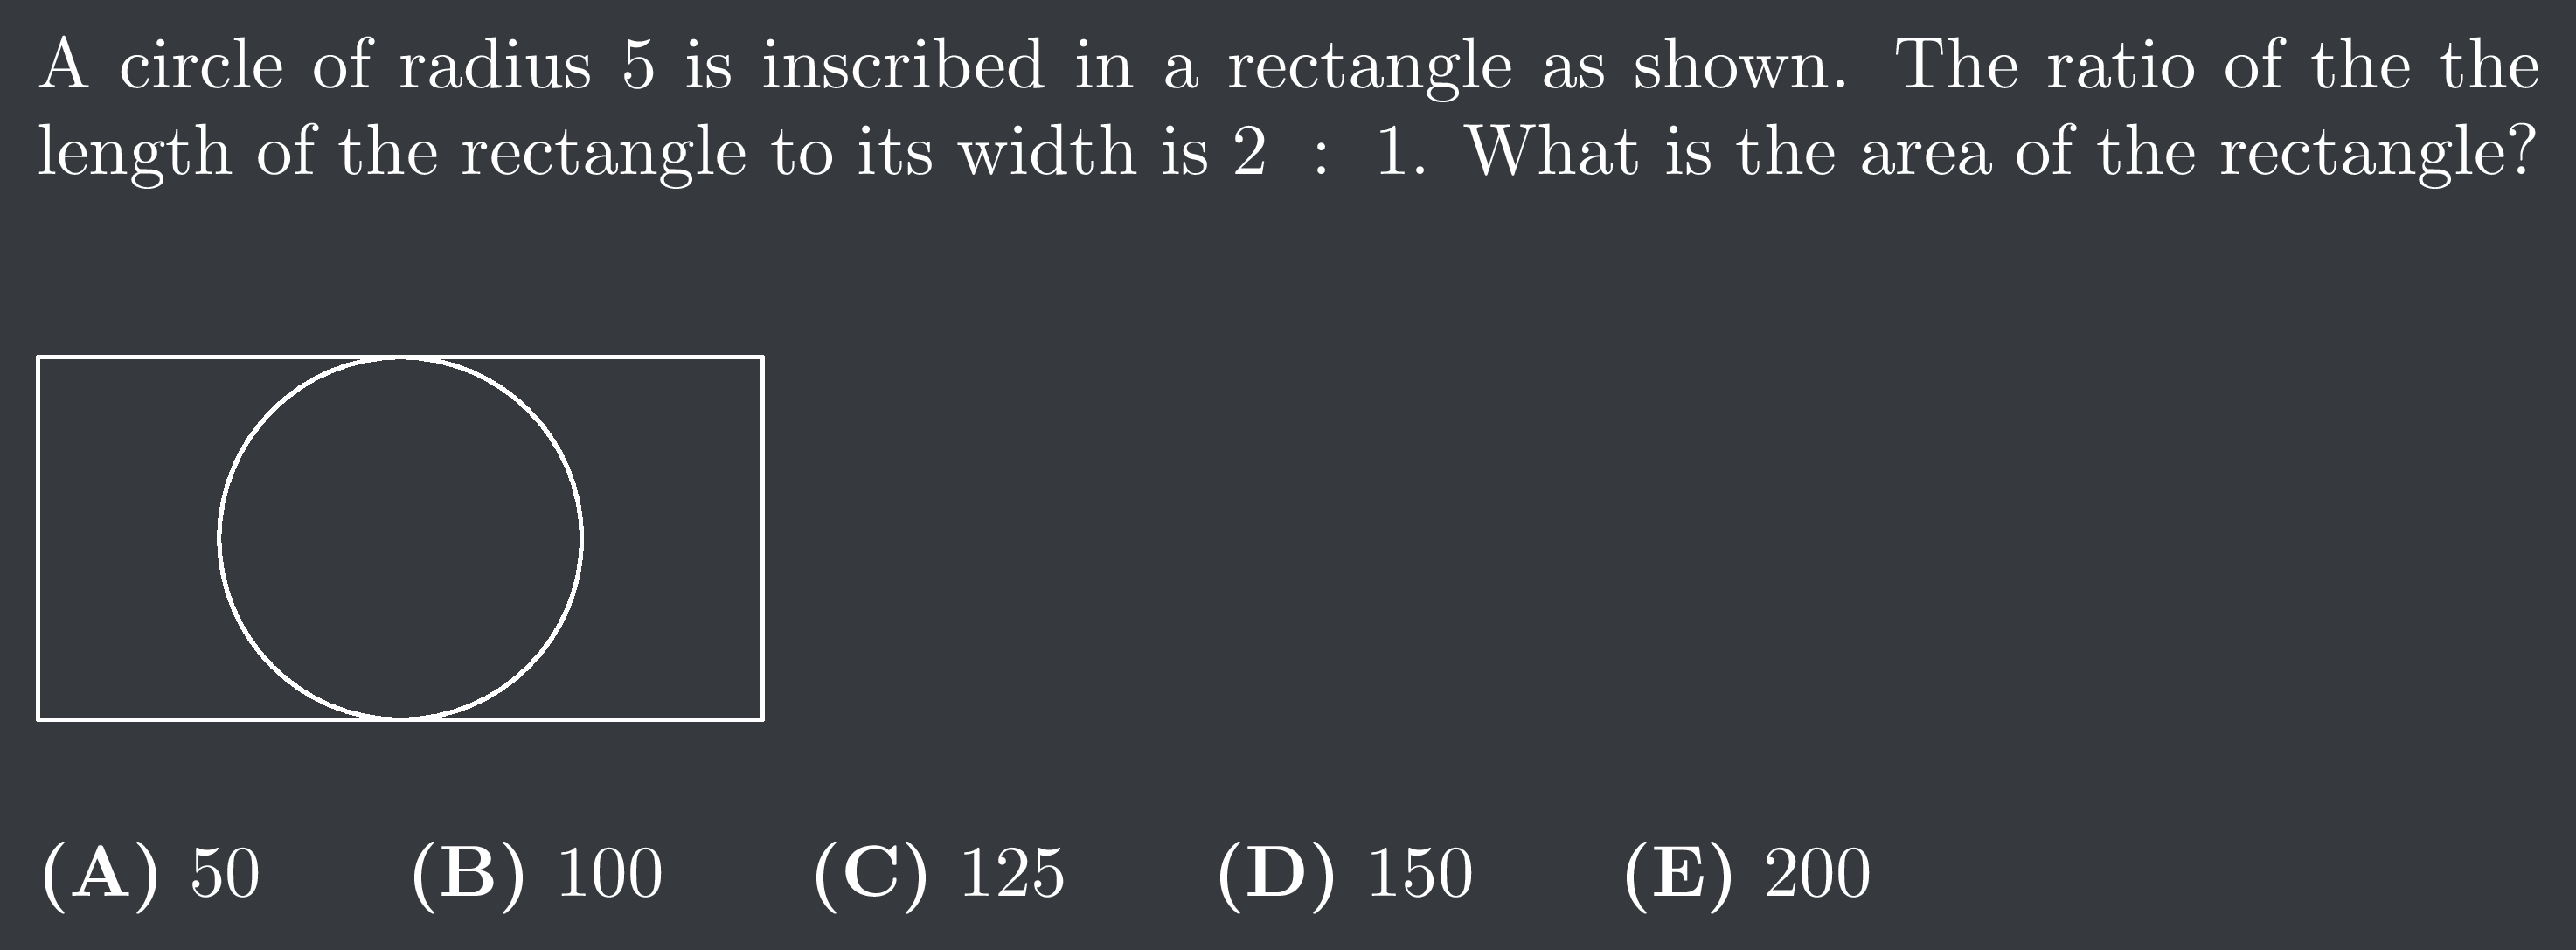 A circle of radius 5 is inscribed in a rectangle as shown. The ratio of the the
length of the rectangle to its width is 2 : 1. What is the area of the rectangle?
(A) 50 (B) 100 (C) 125 (D) 150 (E) 200